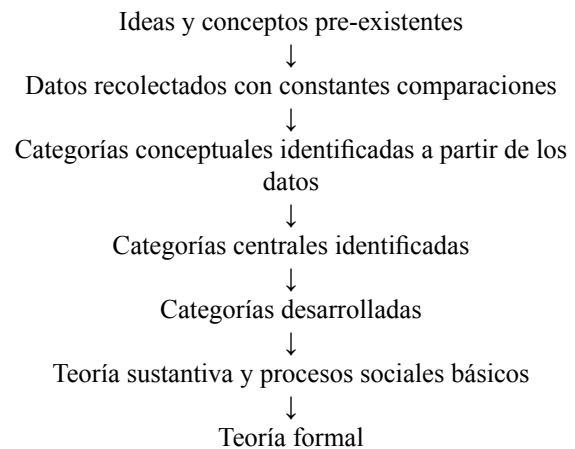 Ideas y conceptos pre-existentes
↓
Datos recolectados con constantes comparaciones
↓
Categorías conceptuales identificadas a partir de los
datos
↓
Categorías centrales identificadas
↓
Categorías desarrolladas
↓
Teoría sustantiva y procesos sociales básicos
↓
Teoría formal